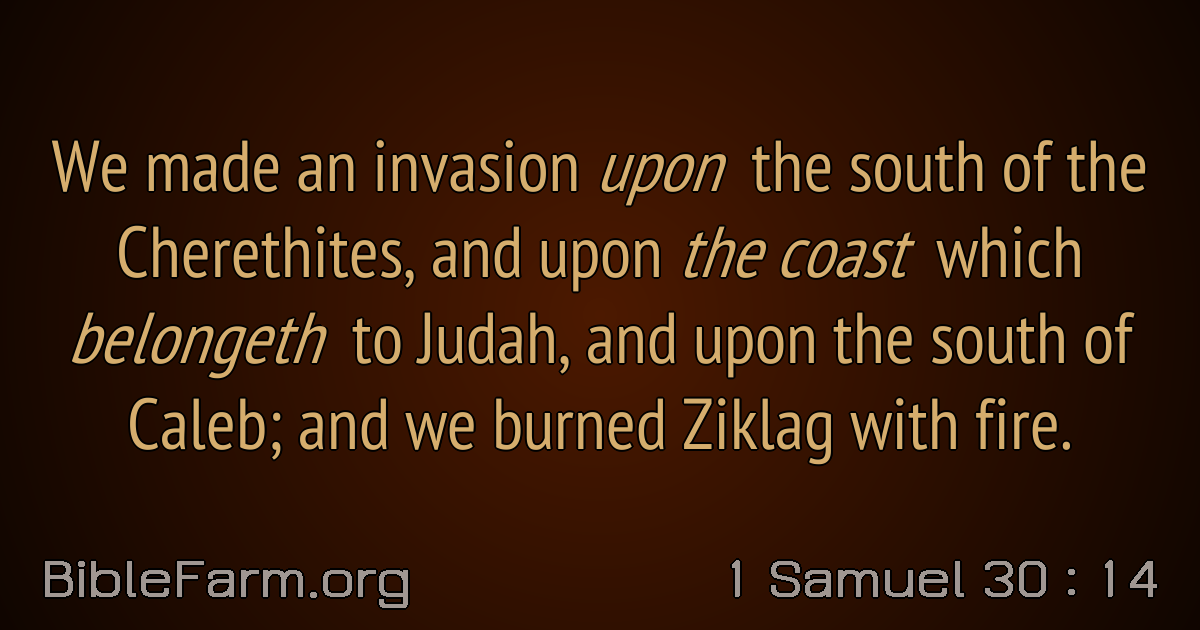 We made an invasion upon the south of the
Cherethites, and upon the coast which
belongeth to Judah, and upon the south of
Caleb; and we burned Ziklag with fire.
BibleFarm.org
1 Samuel 30 : 14